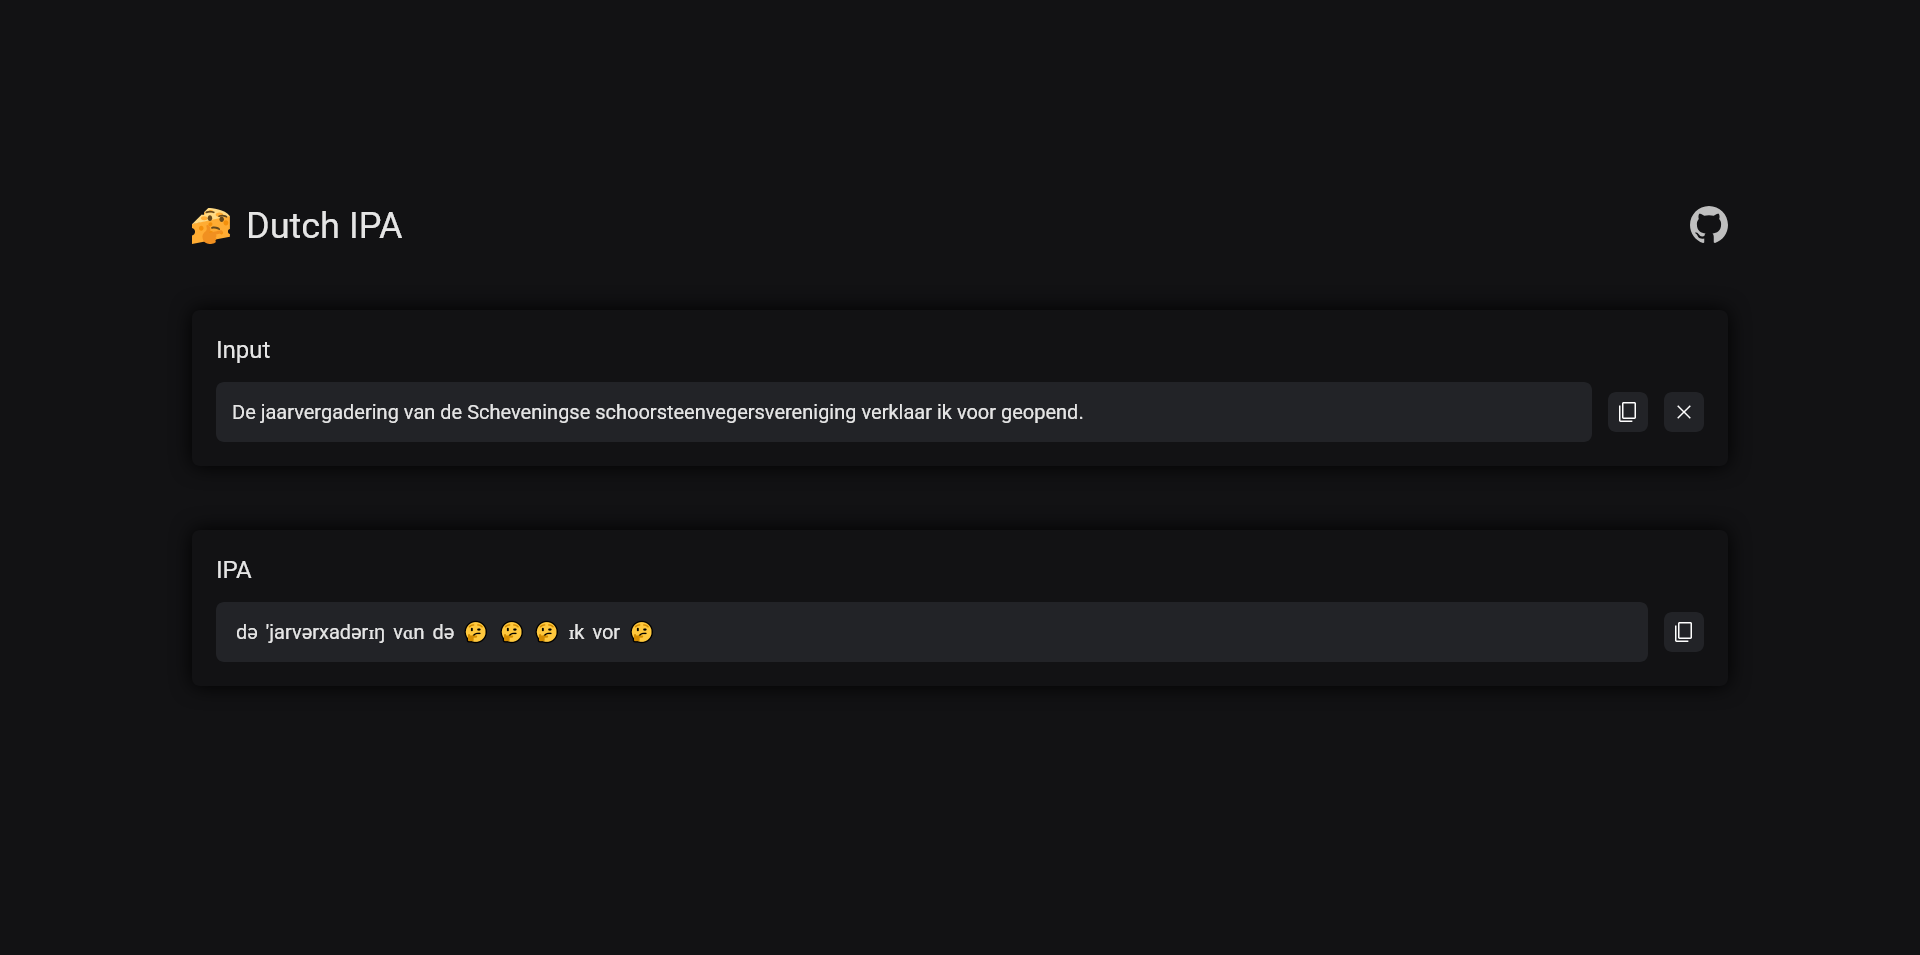 Dutch IPA
Input
De jaarvergadering van de Scheveningse schoorsteenvegersvereniging verklaar ik voor geopend.
IPA
də 'jarvərxadərɪŋ vɑn də 🤔 🤔 🤔 ɪk vor 🤔